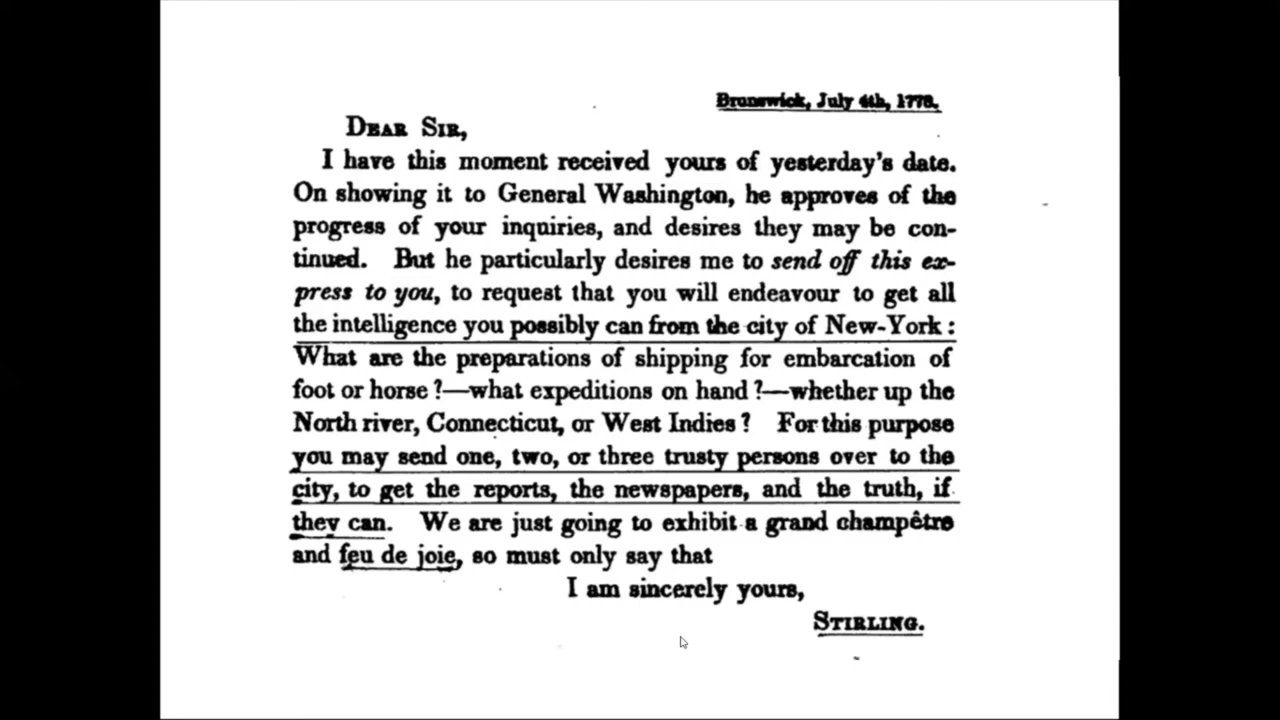 Brunswick, July 4th, 1778.
DEAR SIR,
I have this moment received yours of yesterday's date.
On showing it to General Washington, he approves of the
progress of your inquiries, and desires they may be con-
tinued. But he particularly desires me to send off this ex-
press to you, to request that you will endeavour to get all
the intelligence you possibly can from the city of New-York:
What are the preparations of shipping for embarcation of
foot or horse?—what expeditions on hand?—whether up the
North river, Connecticut, or West Indies? For this purpose
you may send one, two, or three trusty persons over to the
city, to get the reports, the newspapers, and the truth, if
they can. We are just going to exhibit a grand champêtre
and feu de joie, so must only say that
I am sincerely yours,
STIRLING.